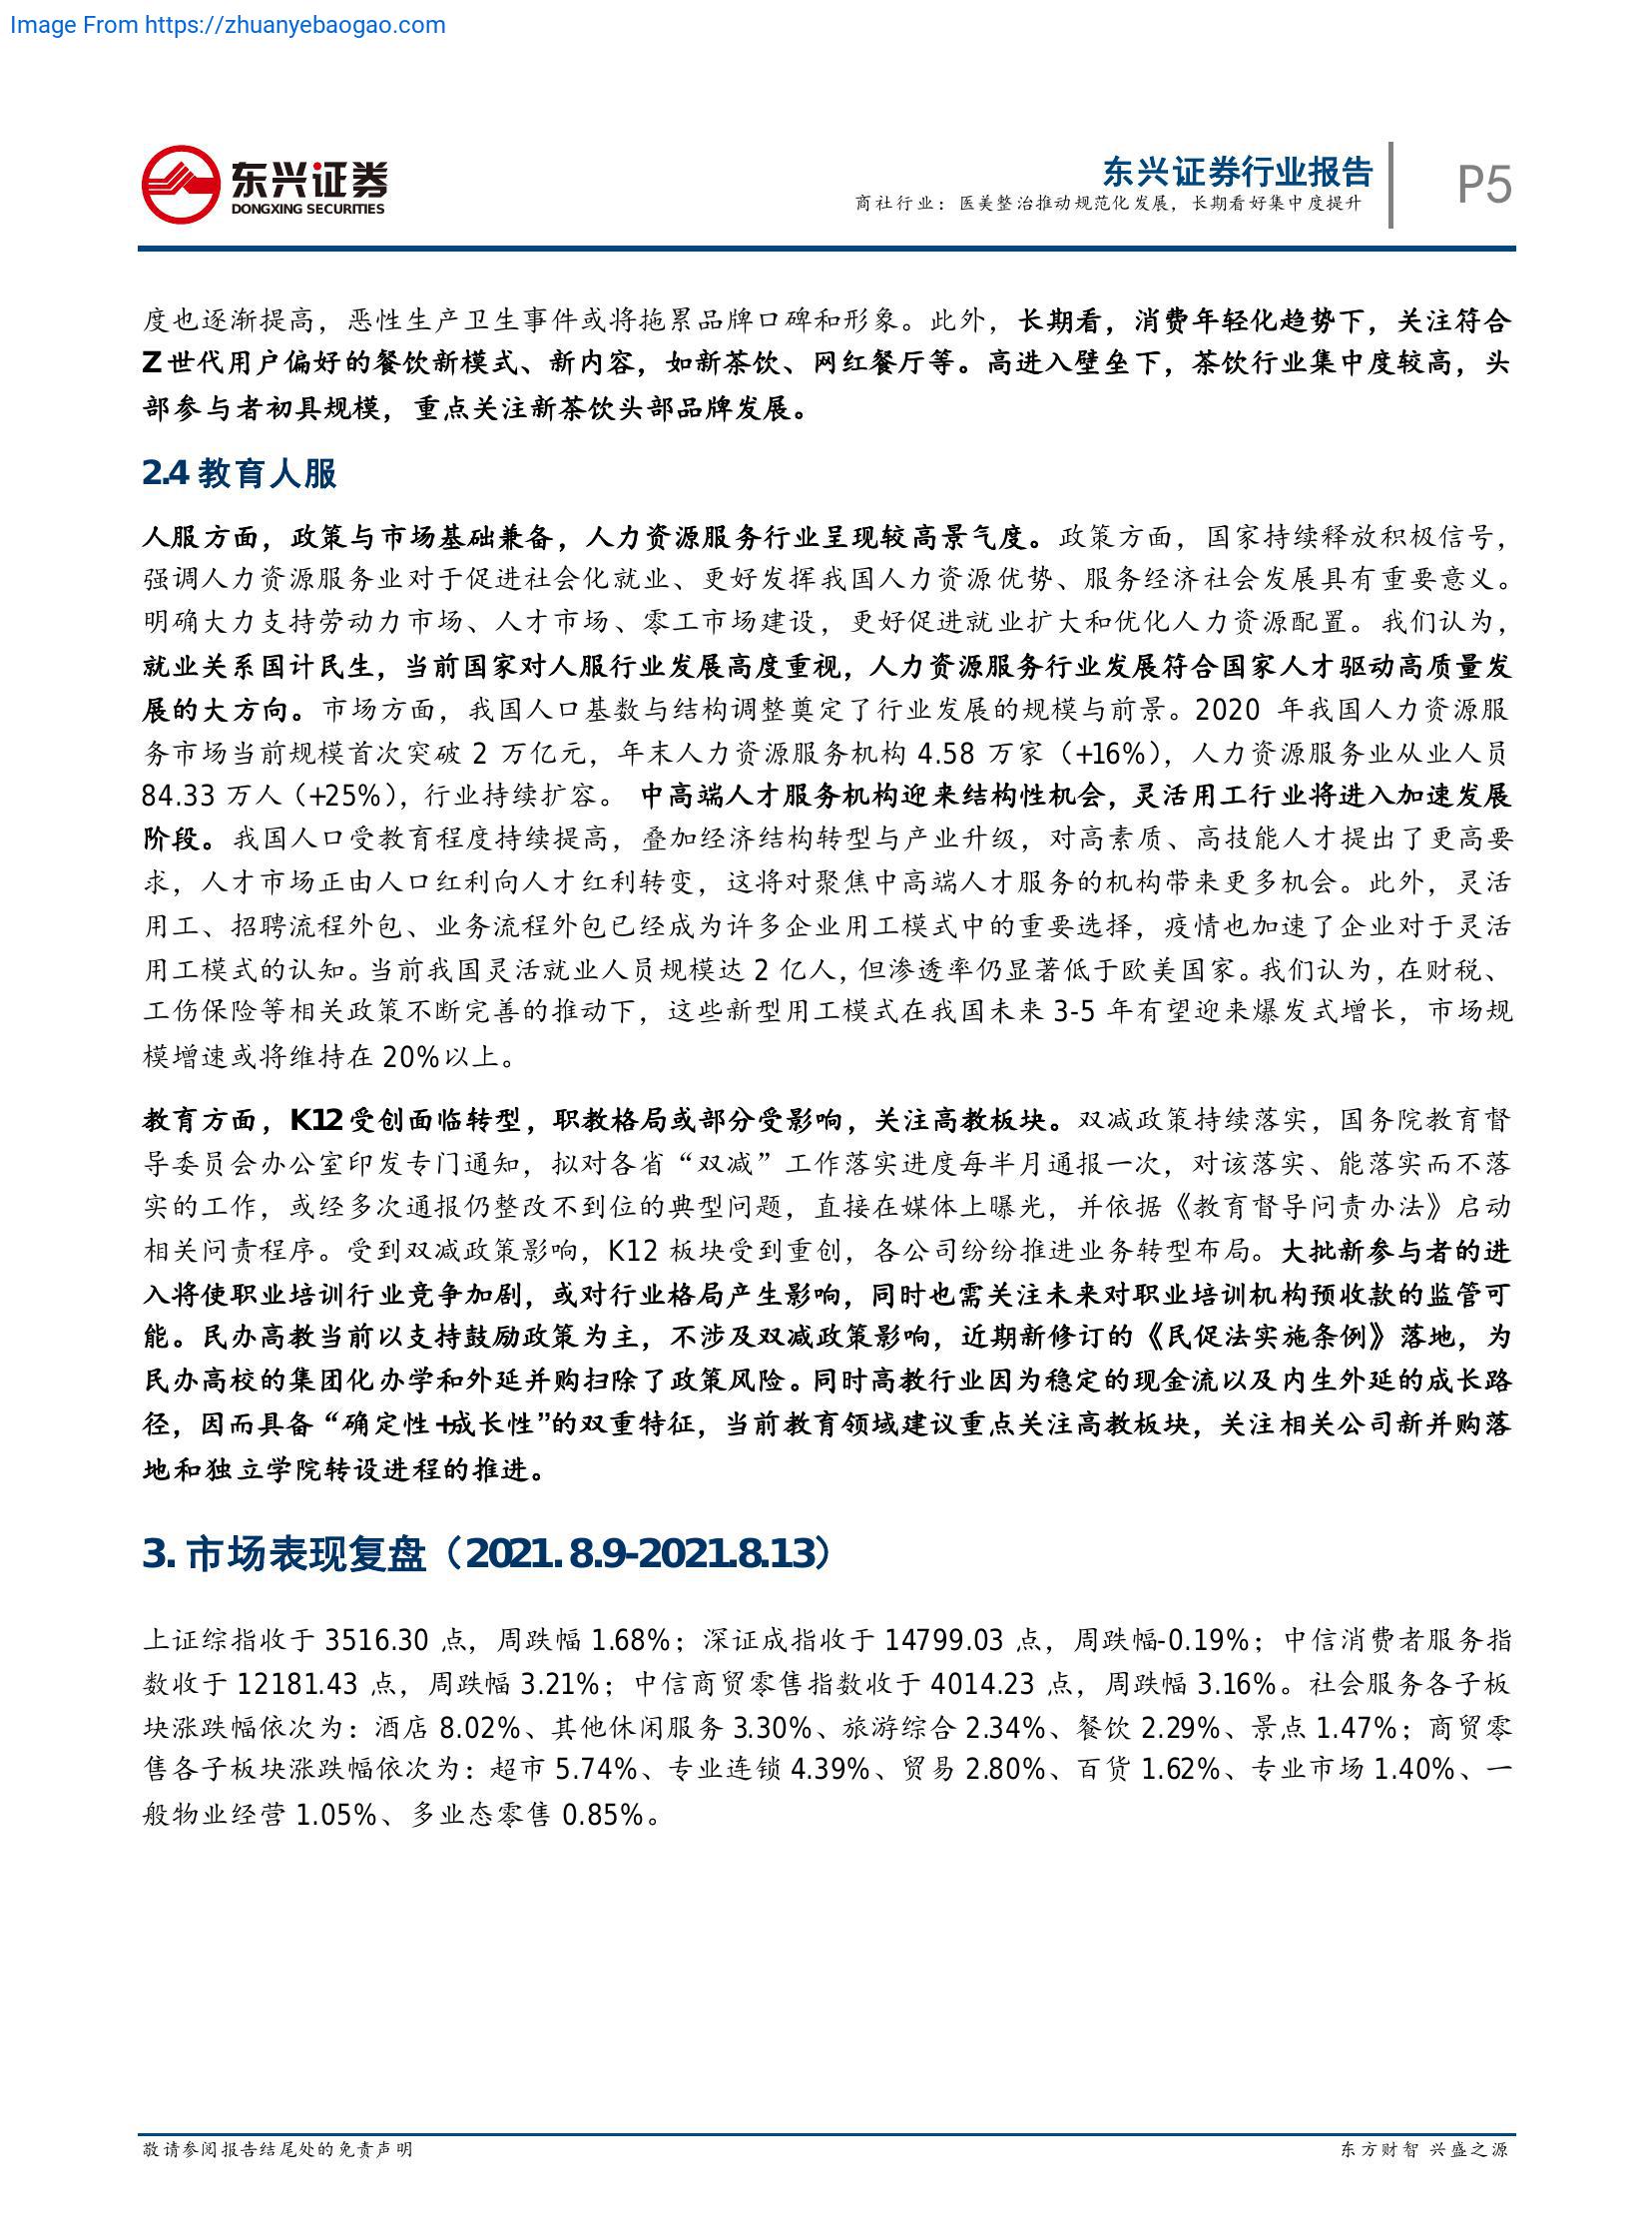 Image From https://zhuanyebaogao.com
东兴证券
DONGXING SECURITIES
东兴证券行业报告
商社行业：医美整治推动规范化发展，长期看好集中度提升
P5
度也逐渐提高，恶性生产卫生事件或将拖累品牌口碑和形象。此外，长期看，消费年轻化趋势下，关注符合
Z 世代用户偏好的餐饮新模式、新内容，如新茶饮、网红餐厅等。高进入壁垒下，茶饮行业集中度较高，头
部参与者初具规模，重点关注新茶饮头部品牌发展。
2.4 教育人服
人服方面，政策与市场基础兼备，人力资源服务行业呈现较高景气度。政策方面，国家持续释放积极信号，
强调人力资源服务业对于促进社会化就业、更好发挥我国人力资源优势、服务经济社会发展具有重要意义。
明确大力支持劳动力市场、人才市场、零工市场建设，更好促进就业扩大和优化人力资源配置。我们认为，
就业关系国计民生，当前国家对人服行业发展高度重视，人力资源服务行业发展符合国家人才驱动高质量发
展的大方向。市场方面，我国人口基数与结构调整奠定了行业发展的规模与前景。2020 年我国人力资源服
务市场当前规模首次突破 2 万亿元，年末人力资源服务机构 4.58 万家（+16%），人力资源服务业从业人员
84.33 万人（+25%），行业持续扩容。 中高端人才服务机构迎来结构性机会，灵活用工行业将进入加速发展
阶段。我国人口受教育程度持续提高，叠加经济结构转型与产业升级，对高素质、高技能人才提出了更高要
求，人才市场正由人口红利向人才红利转变，这将对聚焦中高端人才服务的机构带来更多机会。此外，灵活
用工、招聘流程外包、业务流程外包已经成为许多企业用工模式中的重要选择，疫情也加速了企业对于灵活
用工模式的认知。当前我国灵活就业人员规模达 2 亿人，但渗透率仍显著低于欧美国家。我们认为，在财税、
工伤保险等相关政策不断完善的推动下，这些新型用工模式在我国未来 3-5 年有望迎来爆发式增长，市场规
模增速或将维持在 20%以上。
教育方面，K12 受创面临转型，职教格局或部分受影响，关注高教板块。双减政策持续落实，国务院教育督
导委员会办公室印发专门通知，拟对各省“双减”工作落实进度每半月通报一次，对该落实、能落实而不落
实的工作，或经多次通报仍整改不到位的典型问题，直接在媒体上曝光，并依据《教育督导问责办法》启动
相关问责程序。受到双减政策影响，K12 板块受到重创，各公司纷纷推进业务转型布局。大批新参与者的进
入将使职业培训行业竞争加剧，或对行业格局产生影响，同时也需关注未来对职业培训机构预收款的监管可
能。民办高教当前以支持鼓励政策为主，不涉及双减政策影响，近期新修订的《民促法实施条例》落地，为
民办高校的集团化办学和外延并购扫除了政策风险。同时高教行业因为稳定的现金流以及内生外延的成长路
径，因而具备“确定性+成长性”的双重特征，当前教育领域建议重点关注高教板块，关注相关公司新并购落
地和独立学院转设进程的推进。
3. 市场表现复盘（2021. 8.9-2021.8.13）
上证综指收于 3516.30 点，周跌幅 1.68%；深证成指收于 14799.03 点，周跌幅-0.19%；中信消费者服务指
数收于 12181.43 点，周跌幅 3.21%；中信商贸零售指数收于 4014.23 点，周跌幅 3.16%。社会服务各子板
块涨跌幅依次为：酒店 8.02%、其他休闲服务 3.30%、旅游综合 2.34%、餐饮 2.29%、景点 1.47%；商贸零
售各子板块涨跌幅依次为：超市 5.74%、专业连锁 4.39%、贸易 2.80%、百货 1.62%、专业市场 1.40%、一
般物业经营 1.05%、多业态零售 0.85%。
敬请参阅报告结尾处的免责声明
东方财智 兴盛之源